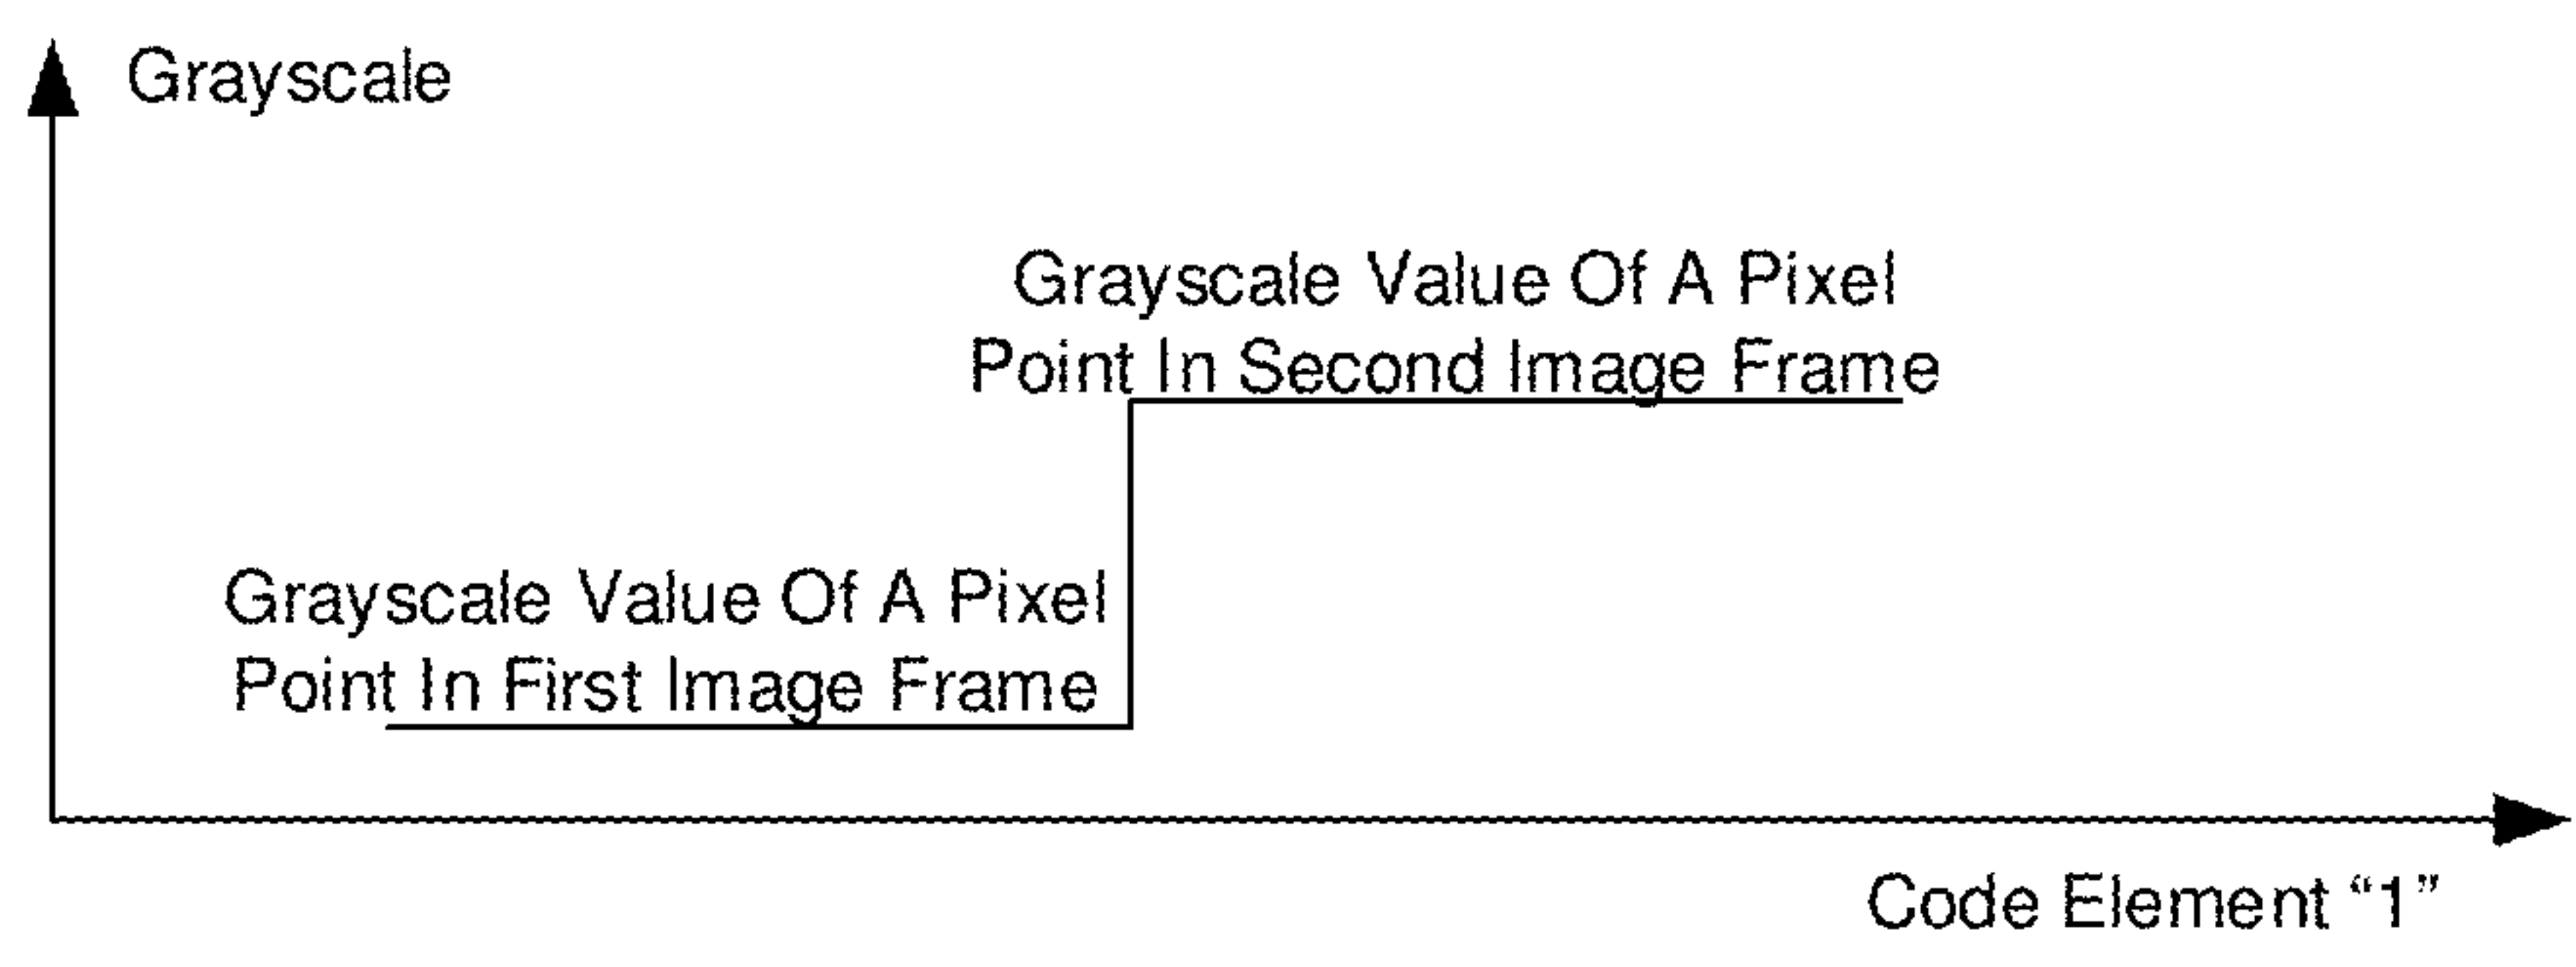 Grayscale
Grayscale Value Of A Pixel
Point In Second Image Frame
Grayscale Value Of A Pixel
Point In First Image Frame
Code Element “1”